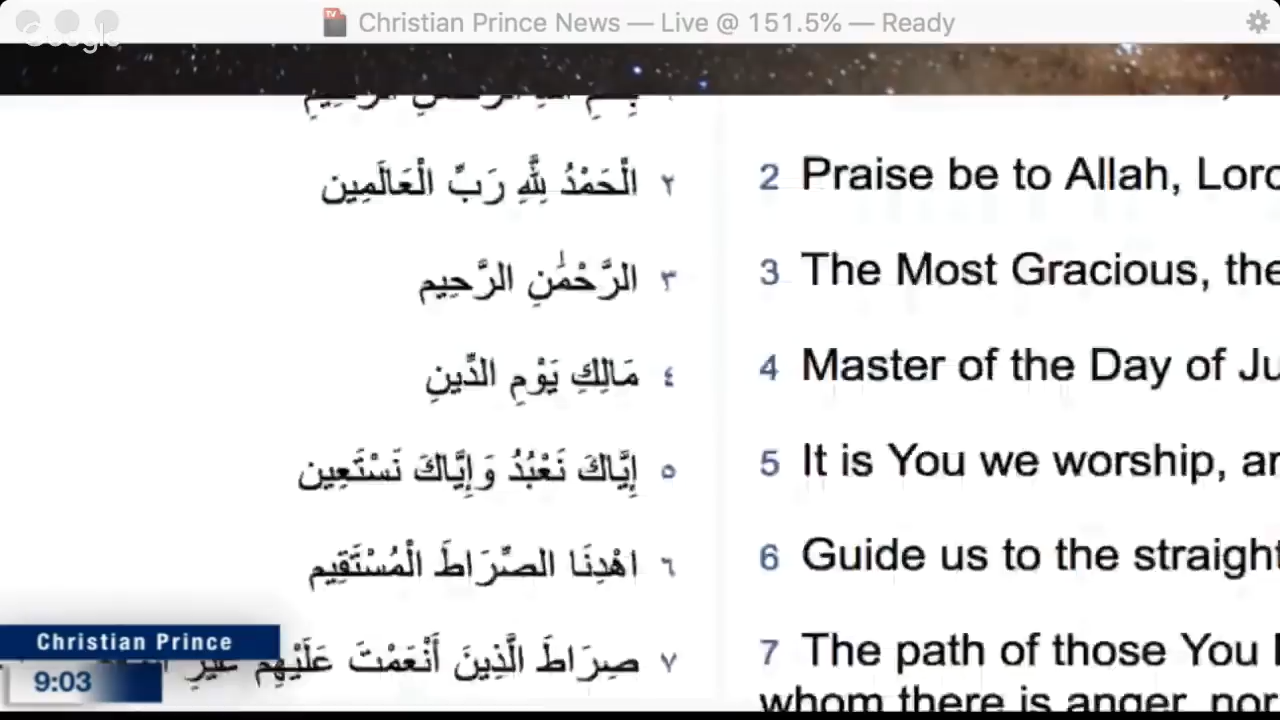 Christian Prince News — Live @ 151.5% — Ready
Google
٢ الْحَمْدُ لِلَّهِ رَبِّ الْعَالَمِين
2 Praise be to Allah,
٣ الرَّحْمَٰنِ الرَّحِيم
3 The Most Gracious, the
٤ مَالِكِ يَوْمِ الدِّينِ
4 Master of the Day of Ju
٥ إِيَّاكَ نَعْبُدُ وَإِيَّاكَ نَسْتَعِين
5 It is You we worship,
٦ اهْدِنَا الصِّرَاطَ الْمُسْتَقِيم
6 Guide us to the straight
٧ صِرَاطَ الَّذِينَ أَنْعَمْتَ عَلَيْهِمْ غَيْرِ
7 The path of those You
whom there is anger, nor
Christian Prince
9:03